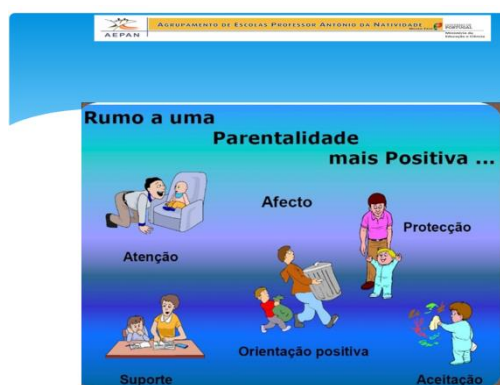 AEPAN
AGRUPAMENTO DE ESCOLAS PROFESSOR ANTÓNIO DA NATIVIDADE
PORTUGAL
Rumo a uma
Parentalidade
mais Positiva ...
Afecto
Protecção
Atenção
Orientação positiva
Suporte
Aceitação